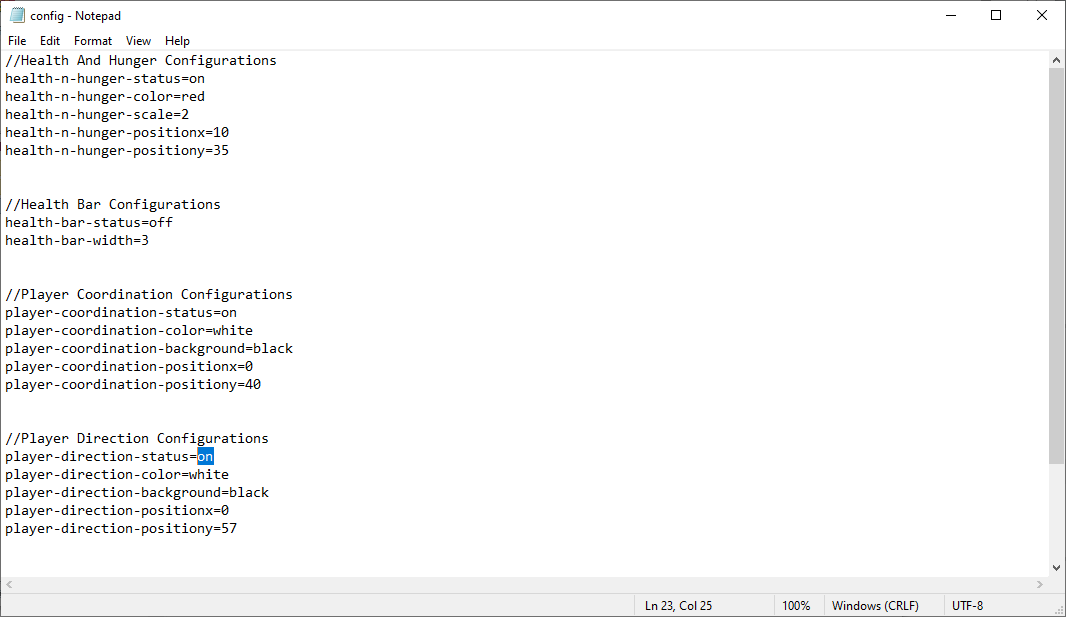 config - Notepad
File Edit Format View Help
//Health And Hunger Configurations
health-n-hunger-status=on
health-n-hunger-color=red
health-n-hunger-scale=2
health-n-hunger-positionx=10
health-n-hunger-positiony=35
//Health Bar Configurations
health-bar-status=off
health-bar-width=3
//Player Coordination Configurations
player-coordination-status=on
player-coordination-color=white
player-coordination-background=black
player-coordination-positionx=0
player-coordination-positiony=40
//Player Direction Configurations
player-direction-status=on
player-direction-color=white
player-direction-background=black
player-direction-positionx=0
player-direction-positiony=57
Ln 23, Col 25 100% Windows (CRLF) UTF-8